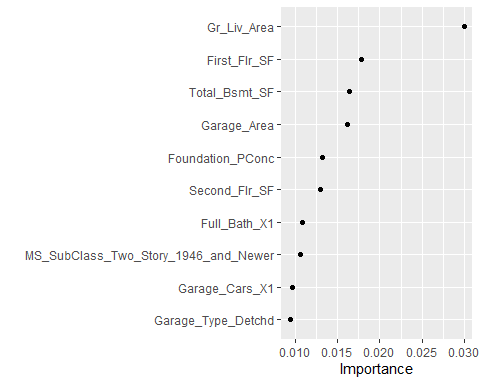 Gr_Liv_Area
First_Flr_SF
Total_Bsmt_SF
Garage_Area
Foundation_PConc
Second_Flr_SF
Full_Bath_X1
MS_SubClass_Two_Story_1946_and_Newer
Garage_Cars_X1
Garage_Type_Detchd
0.010 0.015 0.020 0.025 0.030
Importance